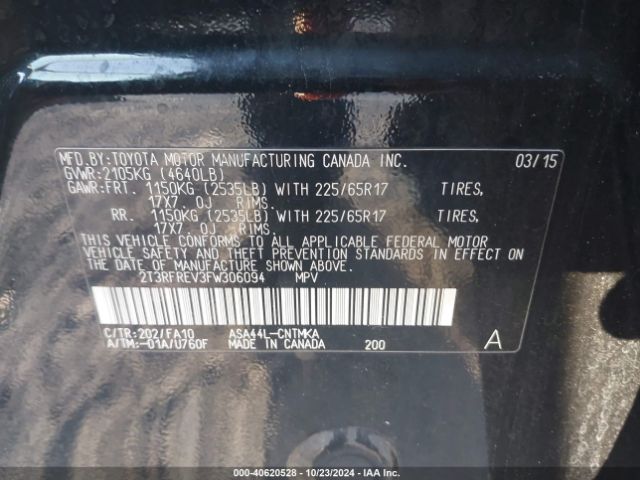 MFD.BY:TOYOTA MOTOR MANUFACTURING CANADA INC. 03/15
GVWR:2105KG (4640LB)
GAWR:FRT. 1150KG (2535LB) WITH 225/65R17 TIRES,
17X7.0J RIMS.
RR. 1150KG (2535LB) WITH 225/65R17 TIRES,
17X7.0J RIMS.
THIS VEHICLE CONFORMS TO ALL APPLICABLE FEDERAL MOTOR
VEHICLE SAFETY AND THEFT PREVENTION STANDARDS IN EFFECT ON
THE DATE OF MANUFACTURE SHOWN ABOVE.
2T3RFREV3FW306094 MPV
C/TR:202/FA10 ASA44L-CNTMKA
A/TM:-01A/U760F MADE IN CANADA 200 A
000-40620528 - 10/23/2024 - IAA Inc.